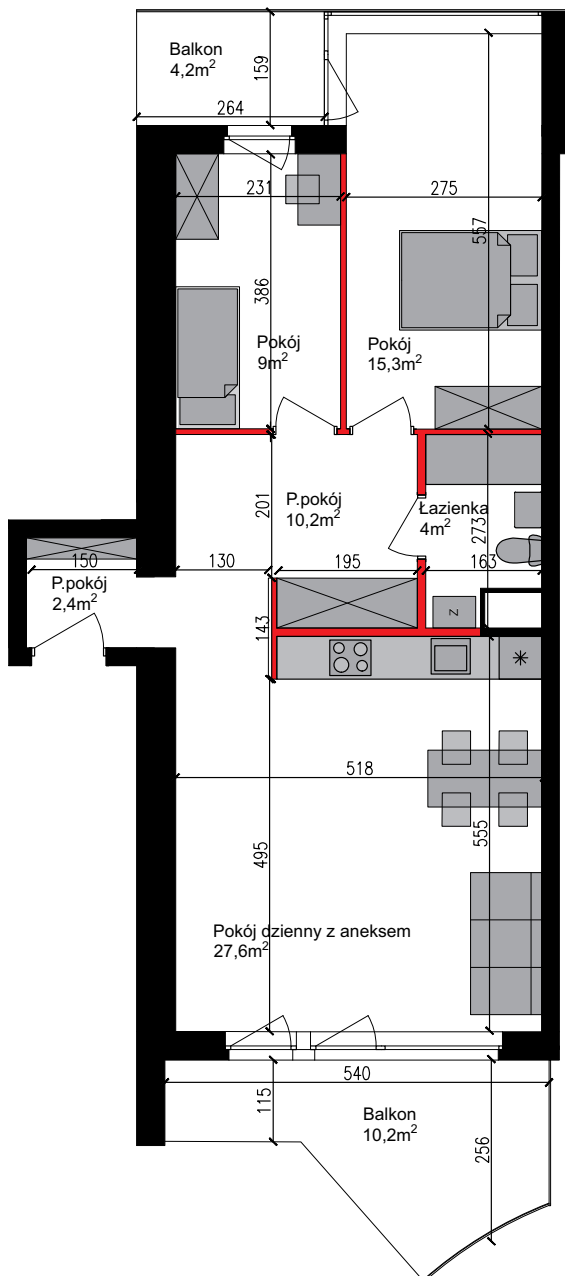 Balkon
4,2m²
159
264
231
275
557
386
Pokój
9m²
Pokój
15,3m²
P.pokój
10,2m²
201
Łazienka
4m²
273
150
130
195
163
P.pokój
2,4m²
143
Z
518
495
555
Pokój dzienny z aneksem
27,6m²
540
115
Balkon
10,2m²
256